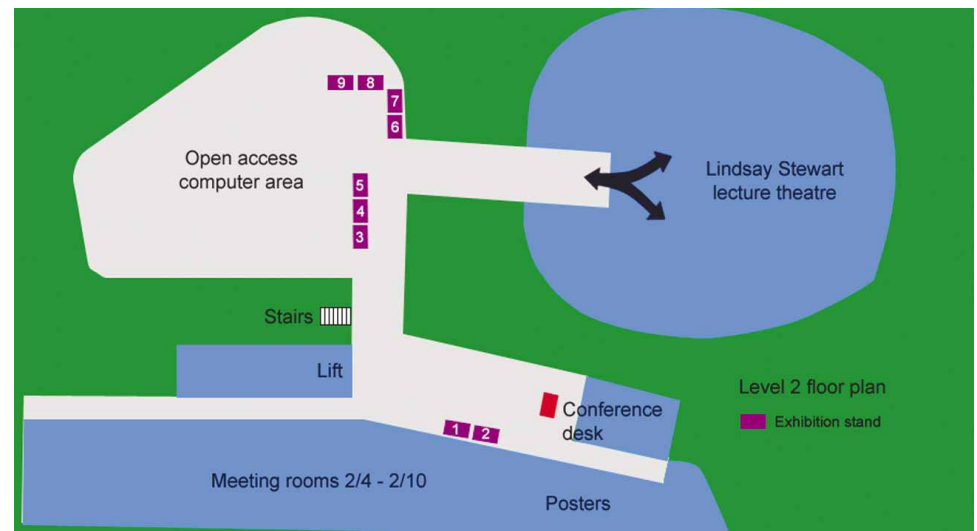 9 8
7
6
Open access
computer area
5
4
3
Lindsay Stewart
lecture theatre
Stairs
Lift
Level 2 floor plan
Exhibition stand
Conference
desk
1 2
Meeting rooms 2/4 - 2/10
Posters